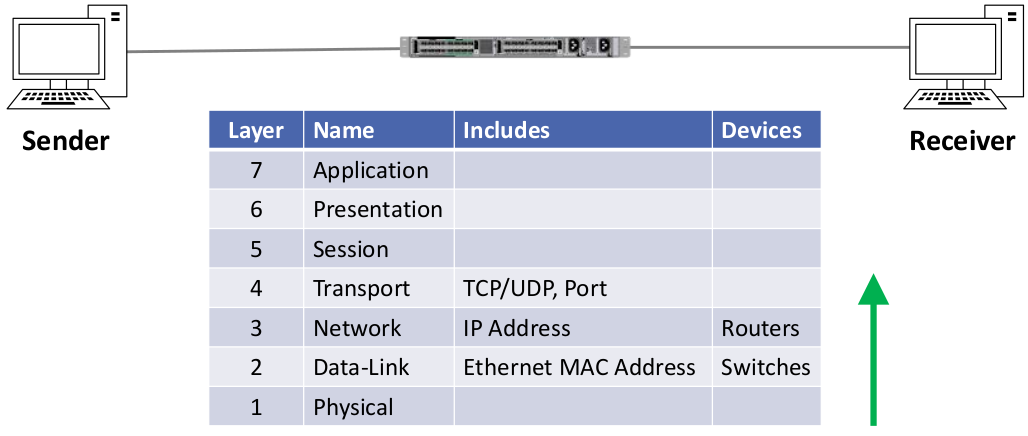 Sender
Receiver
Layer Name Includes Devices
7 Application
6 Presentation
5 Session
4 Transport TCP/UDP, Port
3 Network IP Address Routers
2 Data-Link Ethernet MAC Address Switches
1 Physical